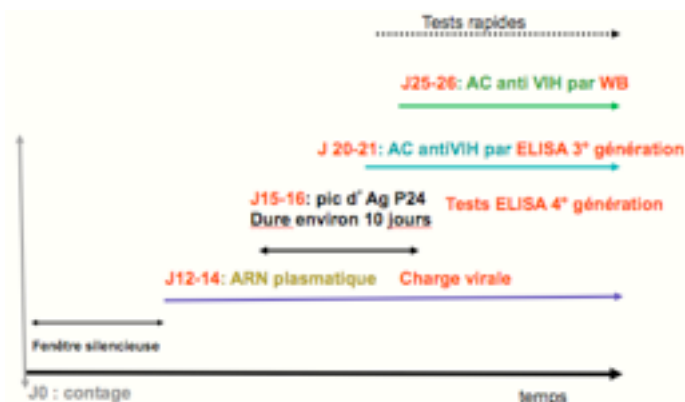 Tests rapides
J25-26: AC anti VIH par WB
J 20-21: AC antiVIH par ELISA 3° génération
J15-16: pic d' Ag P24
Dure environ 10 jours
Tests ELISA 4° génération
J12-14: ARN plasmatique Charge virale
Fenêtre silencieuse
J0 : contage
temps